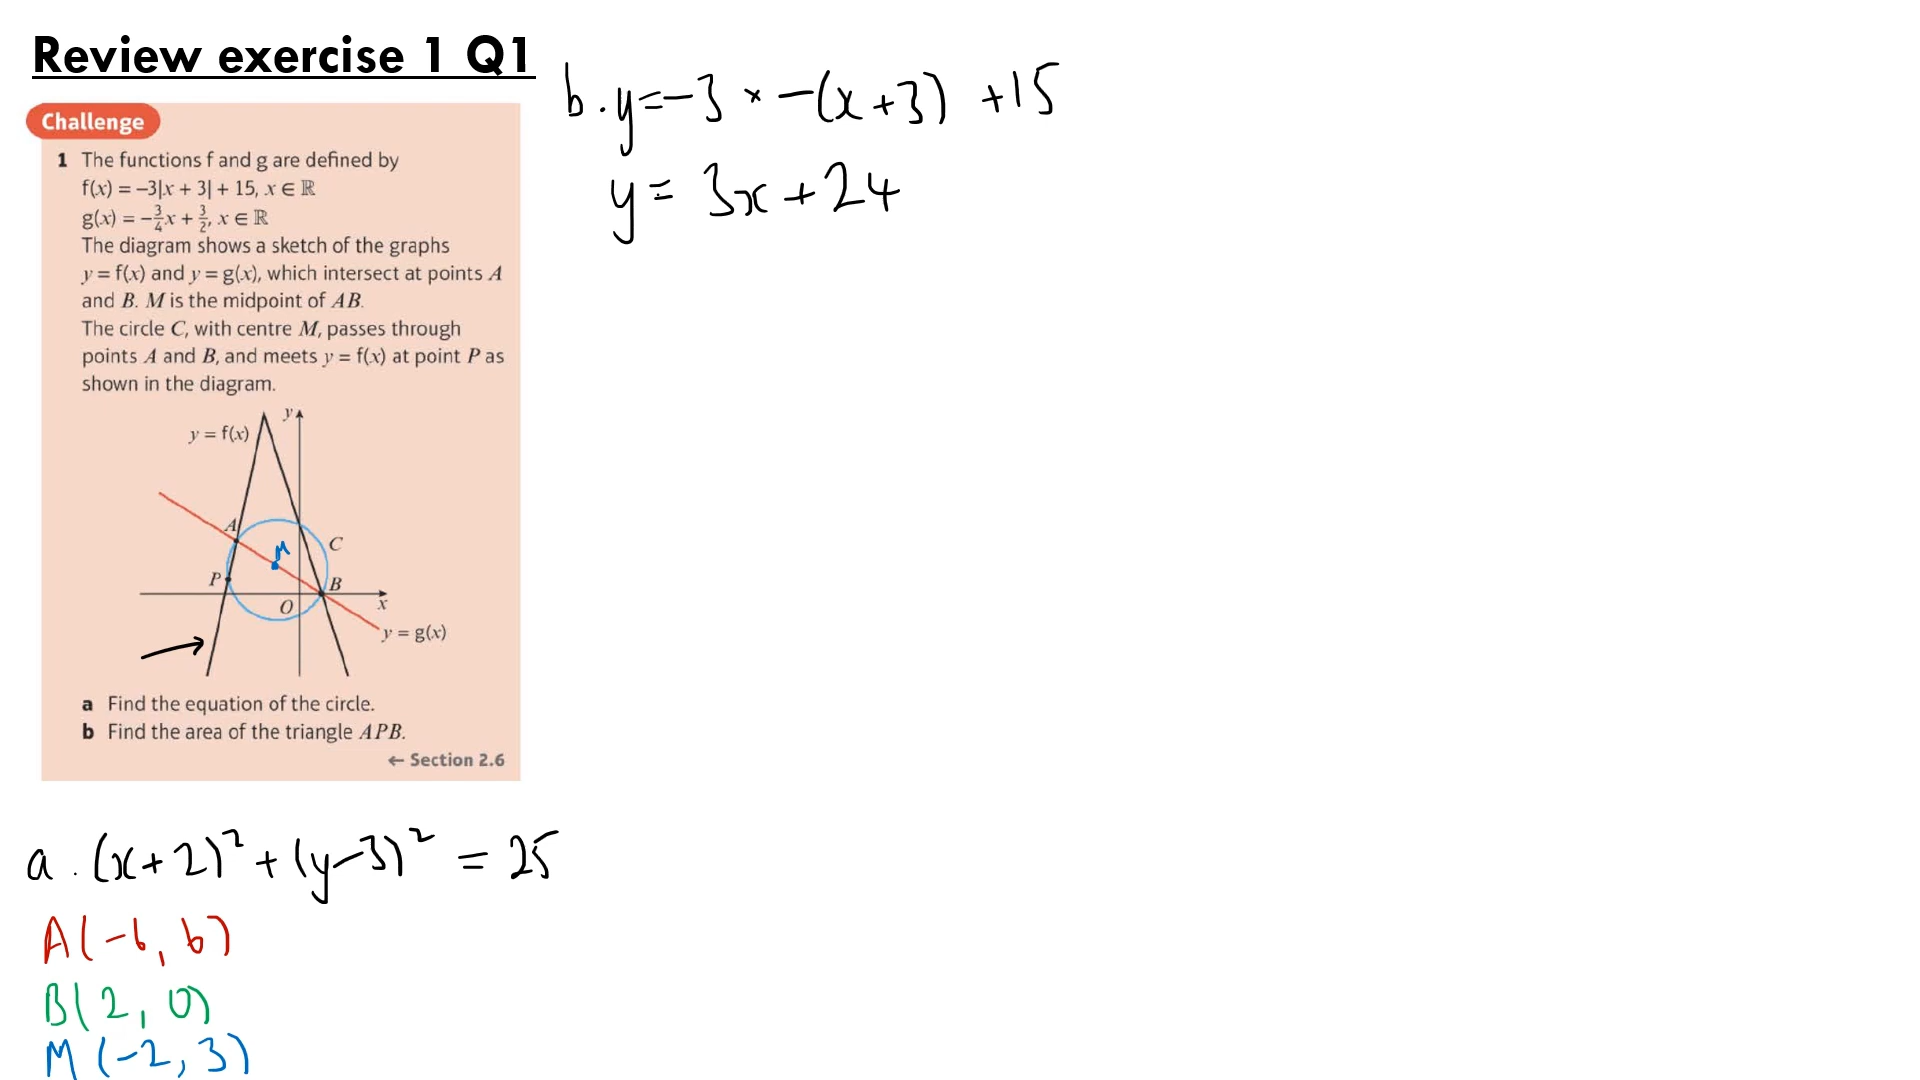 Review exercise 1 Q1
Challenge
1 The functions f and g are defined by
f(x) = −3|x + 3| + 15, x ∈ ℝ
g(x) = −3/4x + 3/2, x ∈ ℝ
The diagram shows a sketch of the graphs
y = f(x) and y = g(x), which intersect at points A
and B. M is the midpoint of AB.
The circle C, with centre M, passes through
points A and B, and meets y = f(x) at point P as
shown in the diagram.
y
y = f(x)
A
M
C
P
B
O
x
y = g(x)
a Find the equation of the circle.
b Find the area of the triangle APB.
← Section 2.6
a. (x+2)² + (y−3)² = 25
A(−6, 6)
B(2, 0)
M(−2, 3)
b. y = −3 × −(x+3) +15
y = 3x + 24